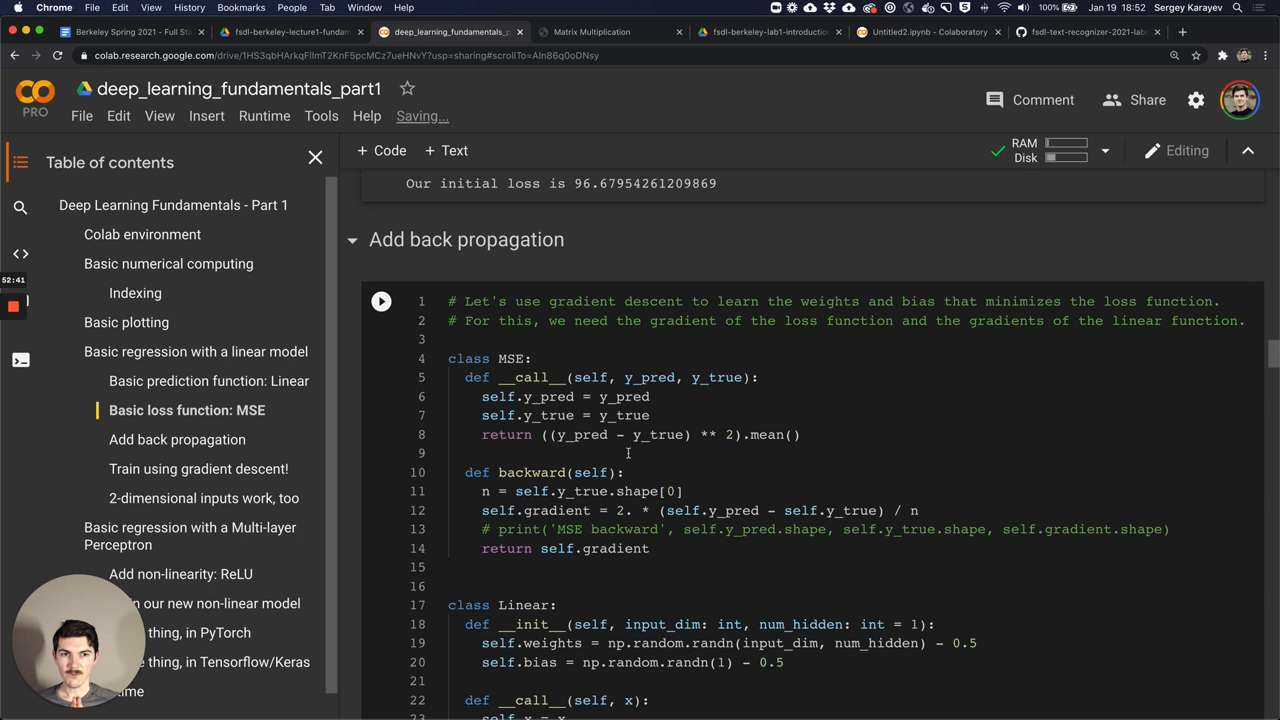 Chrome File Edit View History Bookmarks People Tab Window Help 100% Jan 19 18:52 Sergey Karayev
Berkeley Spring 2021 - Full Sta × fsdl-berkeley-lecture1-fundam × deep_learning_fundamentals_p × Matrix Multiplication × fsdl-berkeley-lab1-introductio × Untitled2.ipynb - Colaboratory × fsdl-text-recognizer-2021-lab ×
colab.research.google.com/drive/1HS3qbHArkqFlImT2KnF5pcMCz7ueHNvY?usp=sharing#scrollTo=AIn86q0oDNsy
deep_learning_fundamentals_part1
PRO
File Edit View Insert Runtime Tools Help Saving...
Comment Share
Table of contents
+ Code + Text
RAM
Disk
Editing
Deep Learning Fundamentals - Part 1
Colab environment
Basic numerical computing
Indexing
Basic plotting
Basic regression with a linear model
Basic prediction function: Linear
Basic loss function: MSE
Add back propagation
Train using gradient descent!
2-dimensional inputs work, too
Basic regression with a Multi-layer
Perceptron
Add non-linearity: ReLU
our new non-linear model
thing, in PyTorch
thing, in Tensorflow/Keras
time
52:41
Our initial loss is 96.67954261209869
Add back propagation
1 # Let's use gradient descent to learn the weights and bias that minimizes the loss function.
2 # For this, we need the gradient of the loss function and the gradients of the linear function.
3
4 class MSE:
5 def __call__(self, y_pred, y_true):
6 self.y_pred = y_pred
7 self.y_true = y_true
8 return ((y_pred - y_true) ** 2).mean()
9
10 def backward(self):
11 n = self.y_true.shape[0]
12 self.gradient = 2. * (self.y_pred - self.y_true) / n
13 # print('MSE backward', self.y_pred.shape, self.y_true.shape, self.gradient.shape)
14 return self.gradient
15
16
17 class Linear:
18 def __init__(self, input_dim: int, num_hidden: int = 1):
19 self.weights = np.random.randn(input_dim, num_hidden) - 0.5
20 self.bias = np.random.randn(1) - 0.5
21
22 def __call__(self, x):
23 self.x = x